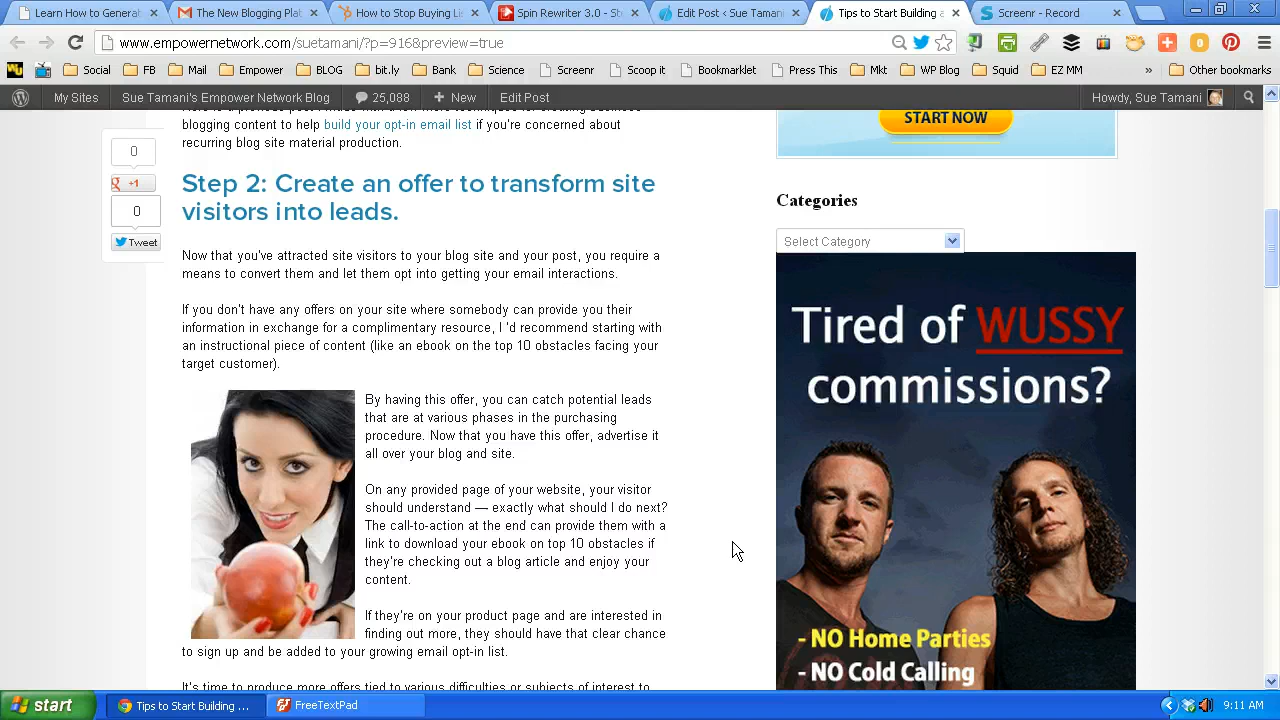 Learn How to Generat
The New Blogging Pla
How to Stop Buying Li
Spin Rewriter 3.0 - St
Edit Post ‹ Sue Tamani
Tips to Start Building a
Screenr - Record
www.empowernetwork.com/suetamani/?p=916&preview=true
Social
FB
Mail
Empower
BLOG
bit.ly
Bank
Science
Screenr
Scoop it
Bookmarklet
Press This
Mkt
WP Blog
Squid
EZ MM
»
Other bookmarks
My Sites
Sue Tamani's Empower Network Blog
25,088
+ New
Edit Post
Howdy, Sue Tamani
blogging content to help build your opt-in email list if you're concerned about
recurring blog site material production.
0
+1
0
Tweet
Step 2: Create an offer to transform site
visitors into leads.
Now that you've attracted site visitors to your blog site and your post, you require a
means to convert them and let them opt into getting your email interactions.
If you don't have any offers on your site where somebody can provide you their
information in exchange for a complimentary resource, I 'd recommend starting with
an instructional piece of content (like an ebook on the top 10 obstacles facing your
target customer).
By having this offer, you can catch potential leads
that are at various phases in the purchasing
procedure. Now that you have this offer, advertise it
all over your blog and site.
On any provided page of your website, your visitor
should understand — exactly what should I do next?
The call-to-action at the end can provide them with a
link to download your ebook on top 10 obstacles if
they're checking out a blog article and enjoy your
content.
If they're on your product page and are interested in
finding out more, they should have that clear chance
to sign up and be added to your growing email opt-in list.
It's time to produce more offers tied to various difficulties or subjects of interest to
START NOW
Categories
Select Category
Tired of WUSSY
commissions?
- NO Home Parties
- NO Cold Calling
start
Tips to Start Building ...
FreeTextPad
9:11 AM